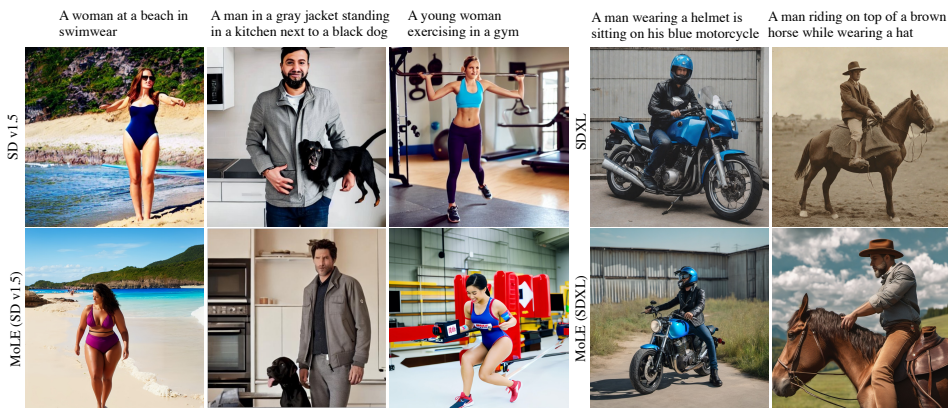 A woman at a beach in
swimwear
A man in a gray jacket standing
in a kitchen next to a black dog
A young woman
exercising in a gym
A man wearing a helmet is
sitting on his blue motorcycle
A man riding on top of a brown
horse while wearing a hat
SD v1.5
SDXL
MoLE (SD v1.5)
MoLE (SDXL)